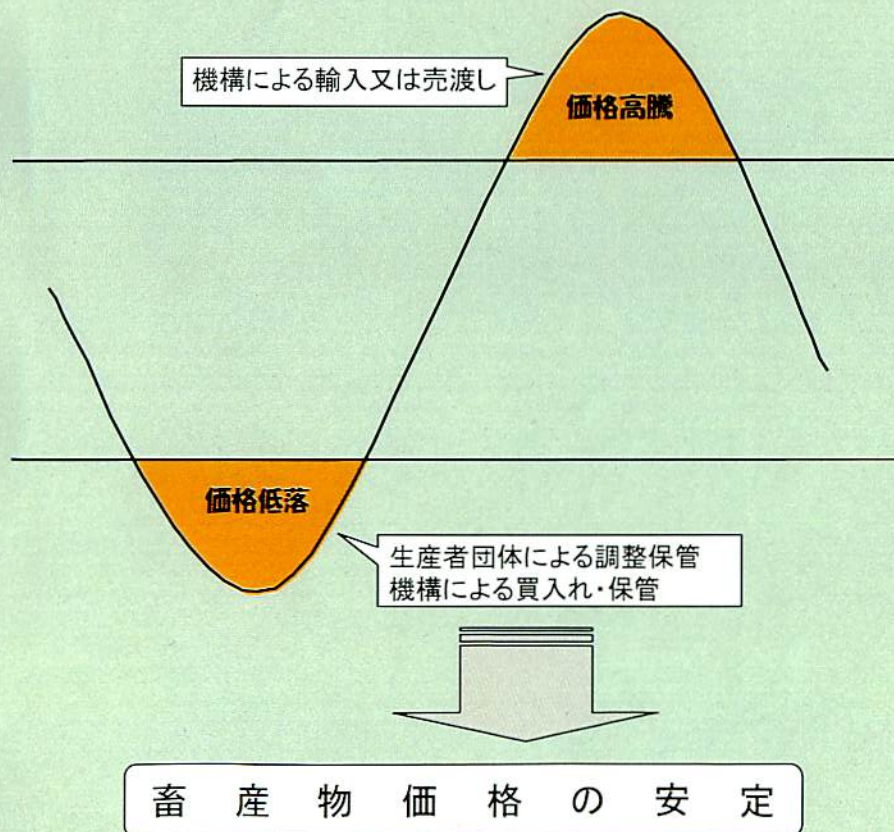 機構による輸入又は売渡し
価格高騰
価格低落
生産者団体による調整保管
機構による買入れ・保管
畜産物価格の安定